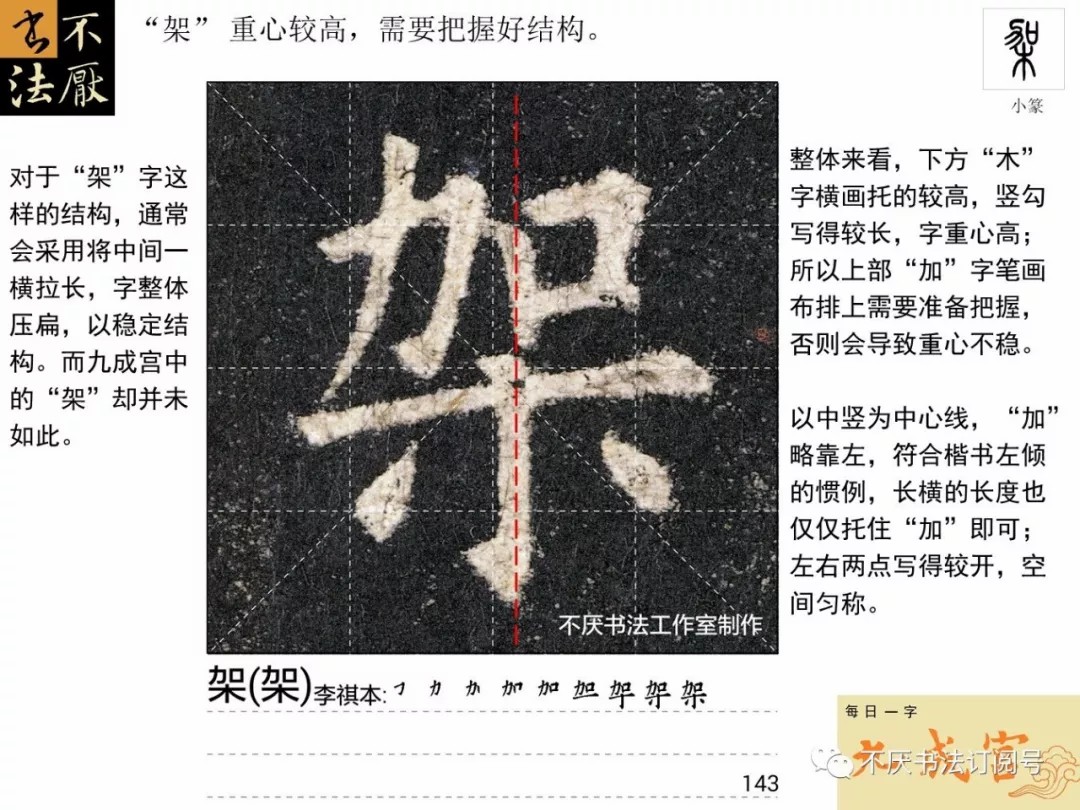 不厭
书法
“架”重心较高，需要把握好结构。
小篆
对于“架”字这
样的结构，通常
会采用将中间一
横拉长，字整体
压扁，以稳定结
构。而九成宫中
的“架”却并未
如此。
架
不厌书法工作室制作
整体来看，下方“木”
字横画托的较高，竖勾
写得较长，字重心高；
所以上部“加”字笔画
布排上需要准备把握，
否则会导致重心不稳。
以中竖为中心线，“加”
略靠左，符合楷书左倾
的惯例，长横的长度也
仅仅托住“加”即可；
左右两点写得较开，空
间匀称。
架(架)李祺本:
143
每日一字
九成宫
不厌书法订阅号